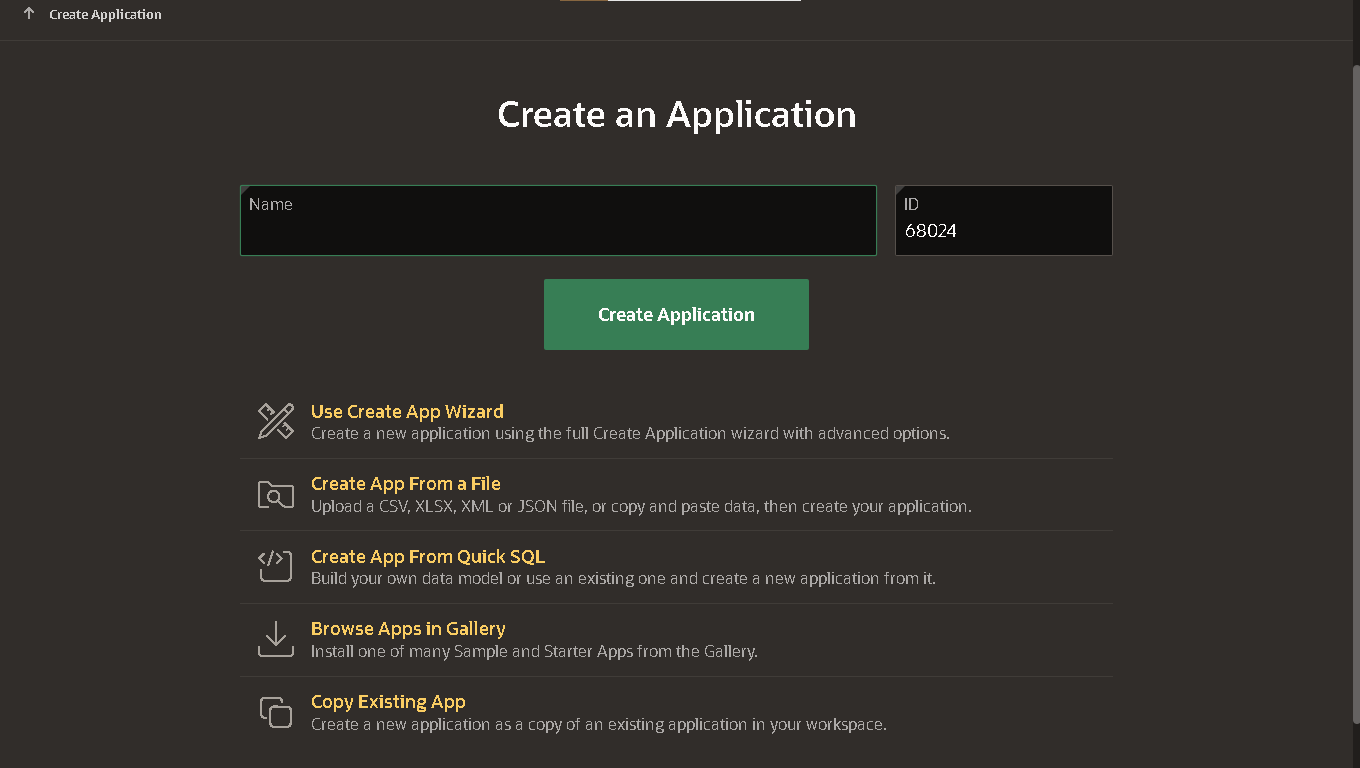 Create Application
Create an Application
Name
ID
68024
Create Application
Use Create App Wizard
Create a new application using the full Create Application wizard with advanced options.
Create App From a File
Upload a CSV, XLSX, XML or JSON file, or copy and paste data, then create your application.
Create App From Quick SQL
Build your own data model or use an existing one and create a new application from it.
Browse Apps in Gallery
Install one of many Sample and Starter Apps from the Gallery.
Copy Existing App
Create a new application as a copy of an existing application in your workspace.